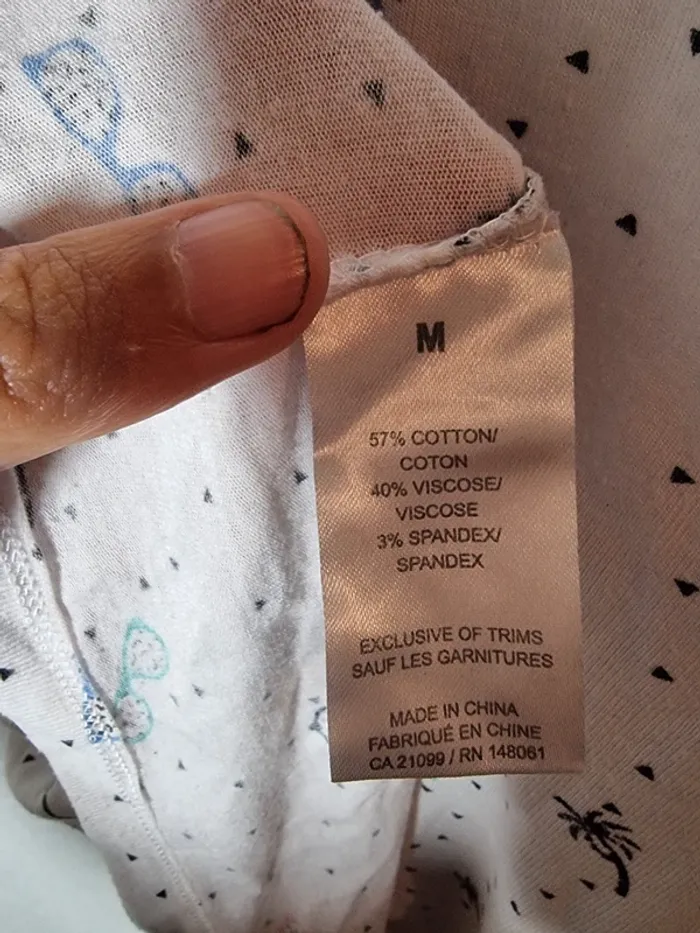 M
57% COTTON/
COTON
40% VISCOSE/
VISCOSE
3% SPANDEX/
SPANDEX
EXCLUSIVE OF TRIMS
SAUF LES GARNITURES
MADE IN CHINA
FABRIQUÉ EN CHINE
CA 21099 / RN 148061